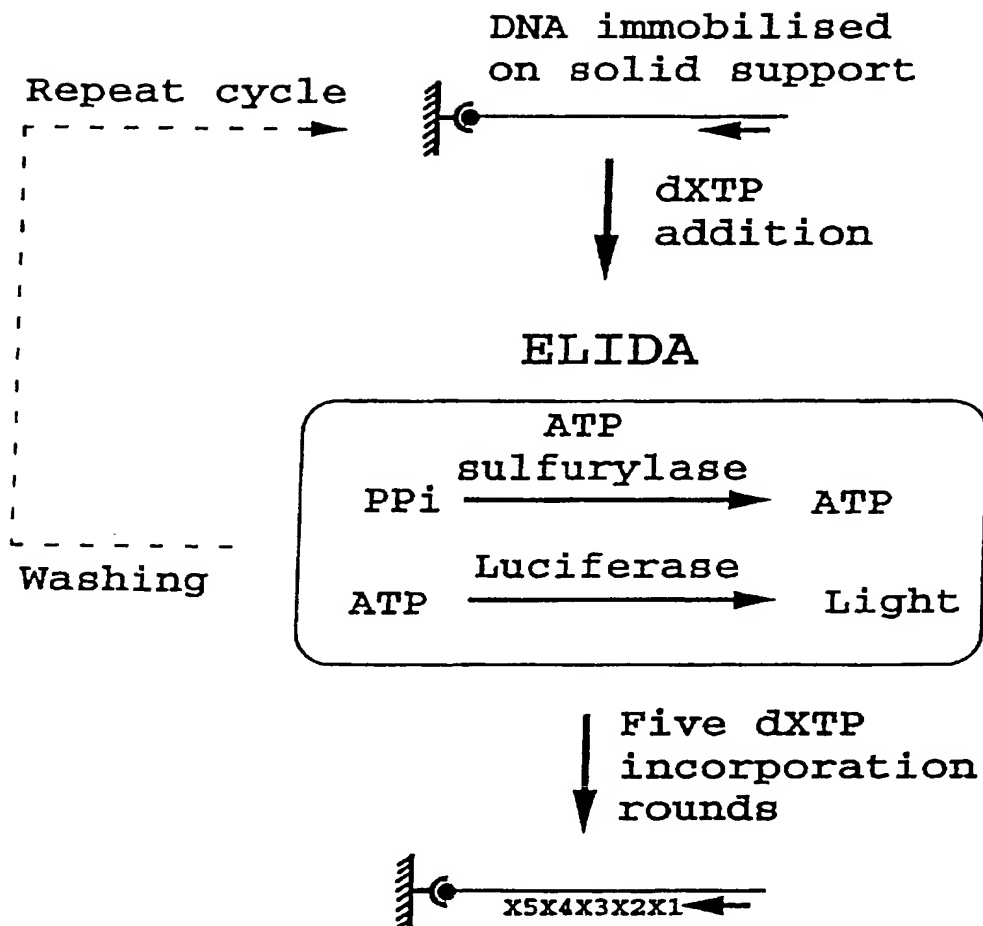 DNA immobilised
on solid support
Repeat cycle
dXTP
addition
ELIDA
ATP
sulfurylase
PPi
ATP
Washing
Luciferase
ATP
Light
Five dXTP
incorporation
rounds
X5X4X3X2X1